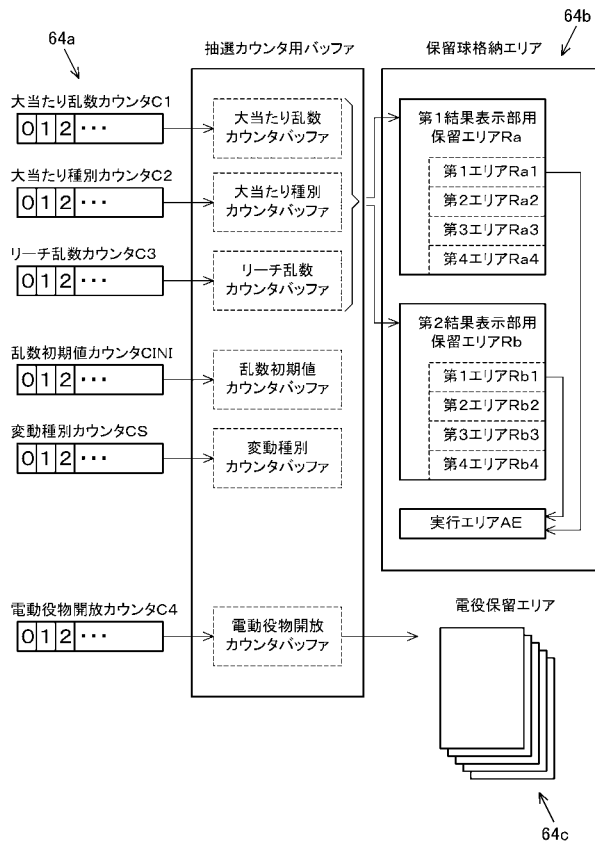 64a
抽選カウンタ用バッファ
保留球格納エリア
64b
大当たり乱数カウンタC1
0 1 2 ・・・
大当たり乱数
カウンタバッファ
大当たり種別カウンタC2
0 1 2 ・・・
大当たり種別
カウンタバッファ
リーチ乱数カウンタC3
0 1 2 ・・・
リーチ乱数
カウンタバッファ
乱数初期値カウンタCINI
0 1 2 ・・・
乱数初期値
カウンタバッファ
変動種別カウンタCS
0 1 2 ・・・
変動種別
カウンタバッファ
電動役物開放カウンタC4
0 1 2 ・・・
電動役物開放
カウンタバッファ
第1結果表示部用
保留エリアRa
第1エリアRa1
第2エリアRa2
第3エリアRa3
第4エリアRa4
第2結果表示部用
保留エリアRb
第1エリアRb1
第2エリアRb2
第3エリアRb3
第4エリアRb4
実行エリアAE
電役保留エリア
64c